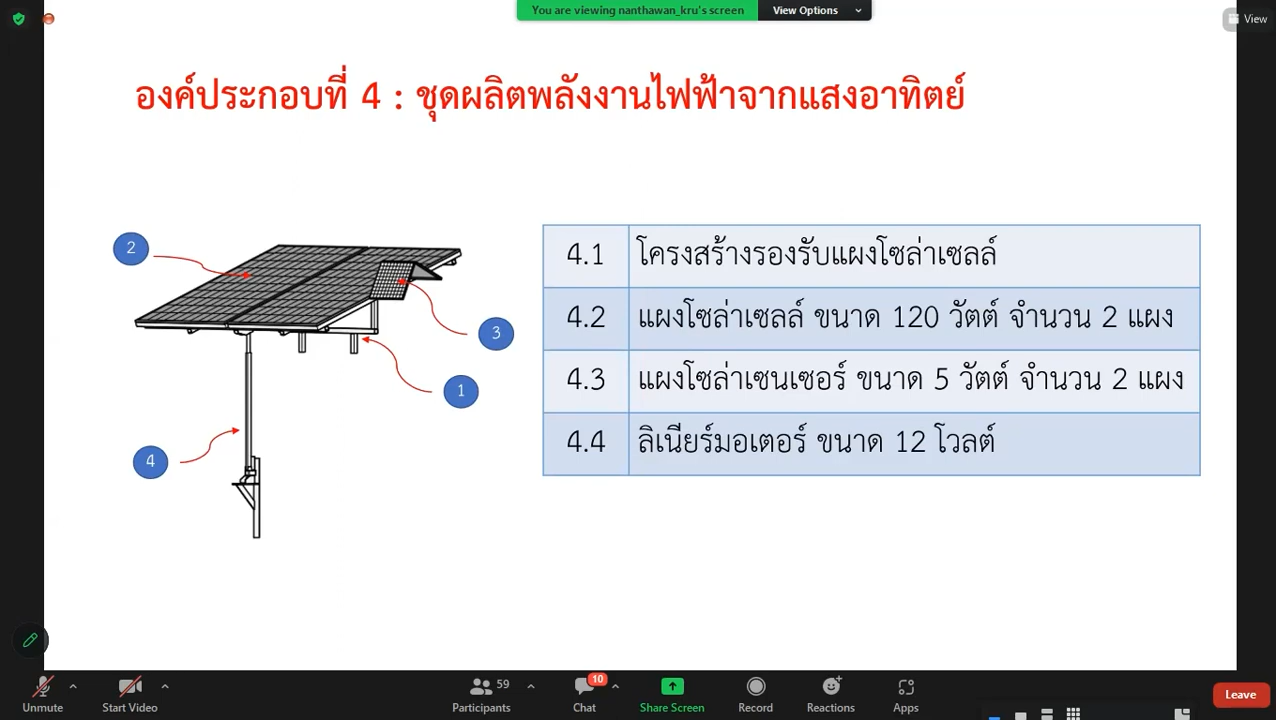 You are viewing nanthawan_kru's screen
View Options
View
องค์ประกอบที่ 4 : ชุดผลิตพลังงานไฟฟ้าจากแสงอาทิตย์
2
3
1
4
4.1 โครงสร้างรองรับแผงโซล่าเซลล์
4.2 แผงโซล่าเซลล์ ขนาด 120 วัตต์ จำนวน 2 แผง
4.3 แผงโซล่าเซนเซอร์ ขนาด 5 วัตต์ จำนวน 2 แผง
4.4 ลิเนียร์มอเตอร์ ขนาด 12 โวลต์
Unmute
Start Video
59
Participants
10
Chat
Share Screen
Record
Reactions
Apps
Leave